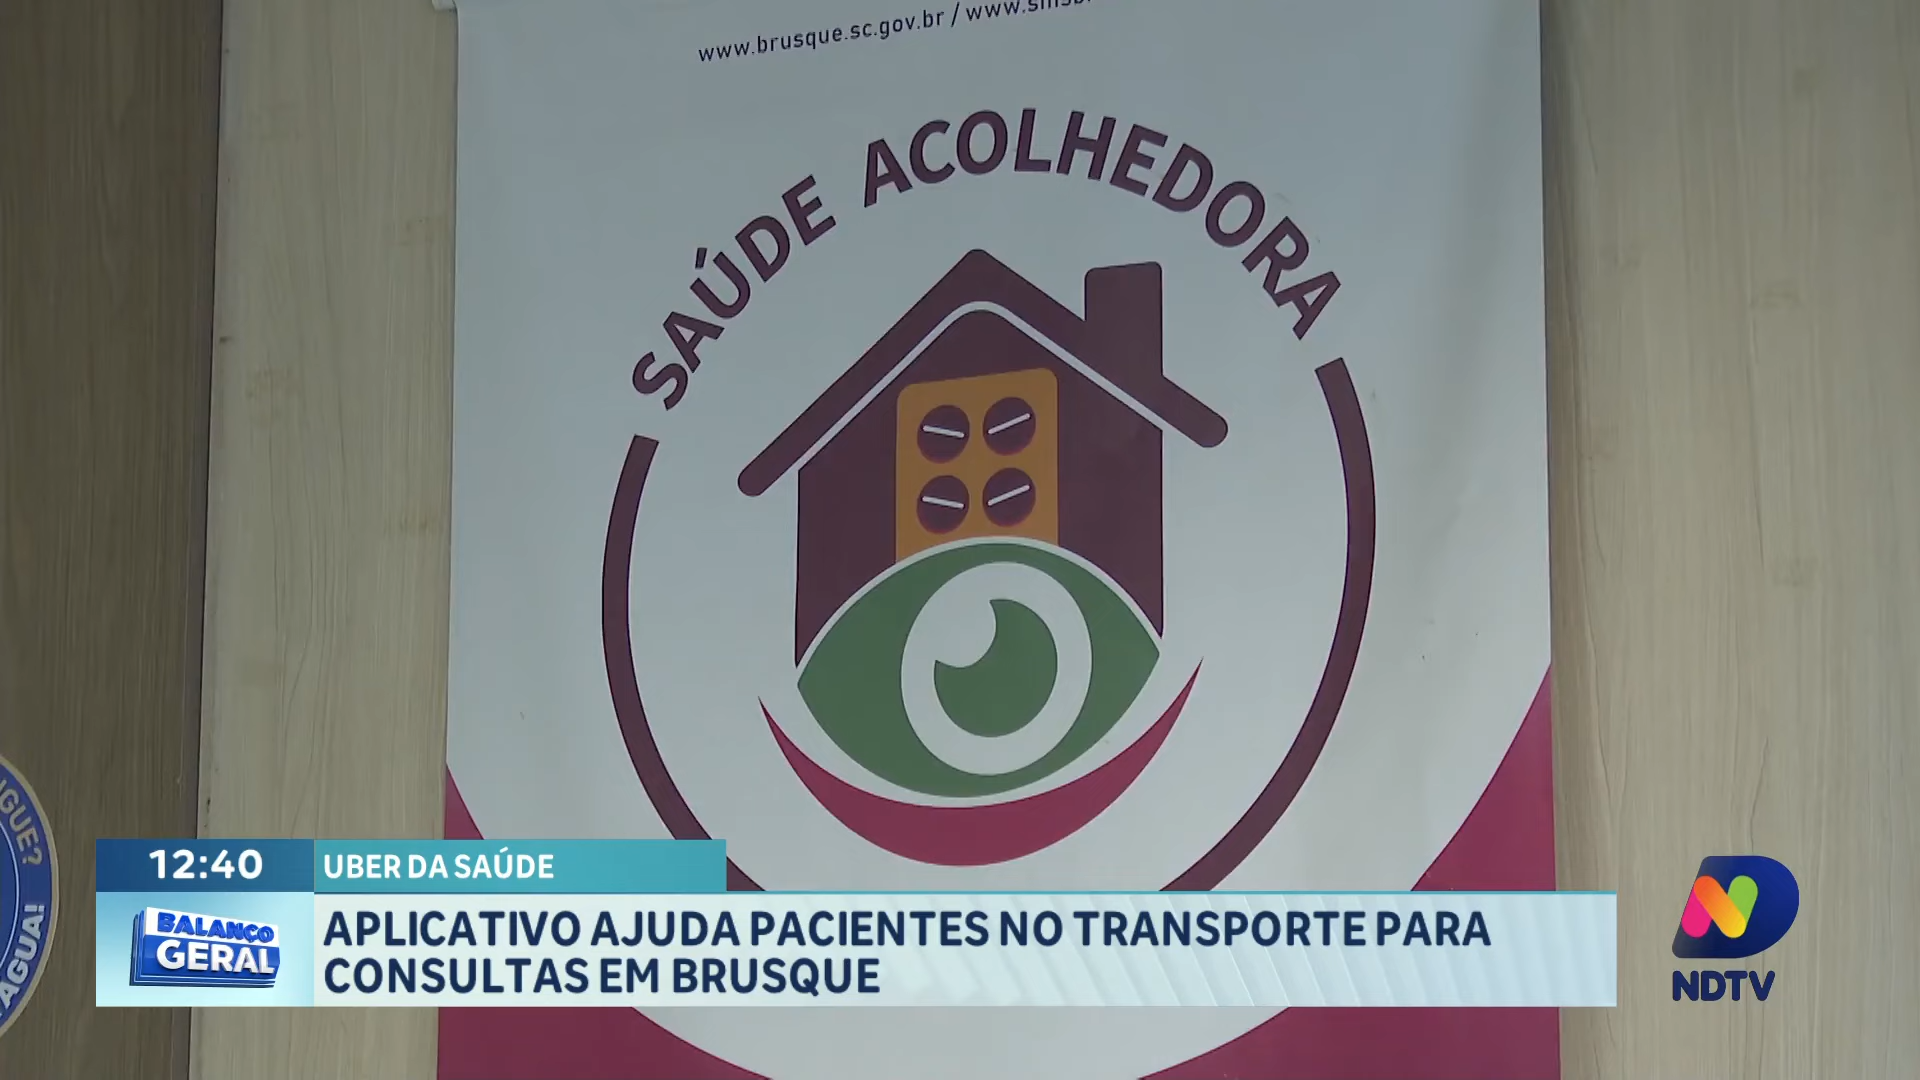 www.brusque.sc.gov.br / www.
SAÚDE ACOLHEDORA
AGUA!
12:40
UBER DA SAÚDE
BALANÇO
GERAL
APLICATIVO AJUDA PACIENTES NO TRANSPORTE PARA
CONSULTAS EM BRUSQUE
NDTV